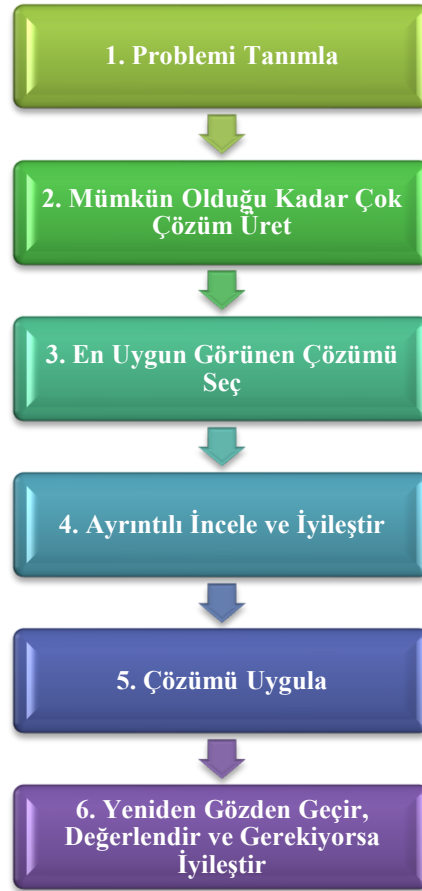 1. Problemi Tanımla
2. Mümkün Olduğu Kadar Çok
Çözüm Üret
3. En Uygun Görünen Çözümü
Seç
4. Ayrıntılı İncele ve İyileştir
5. Çözümü Uygula
6. Yeniden Gözden Geçir,
Değerlendir ve Gerekiyorsa
İyileştir